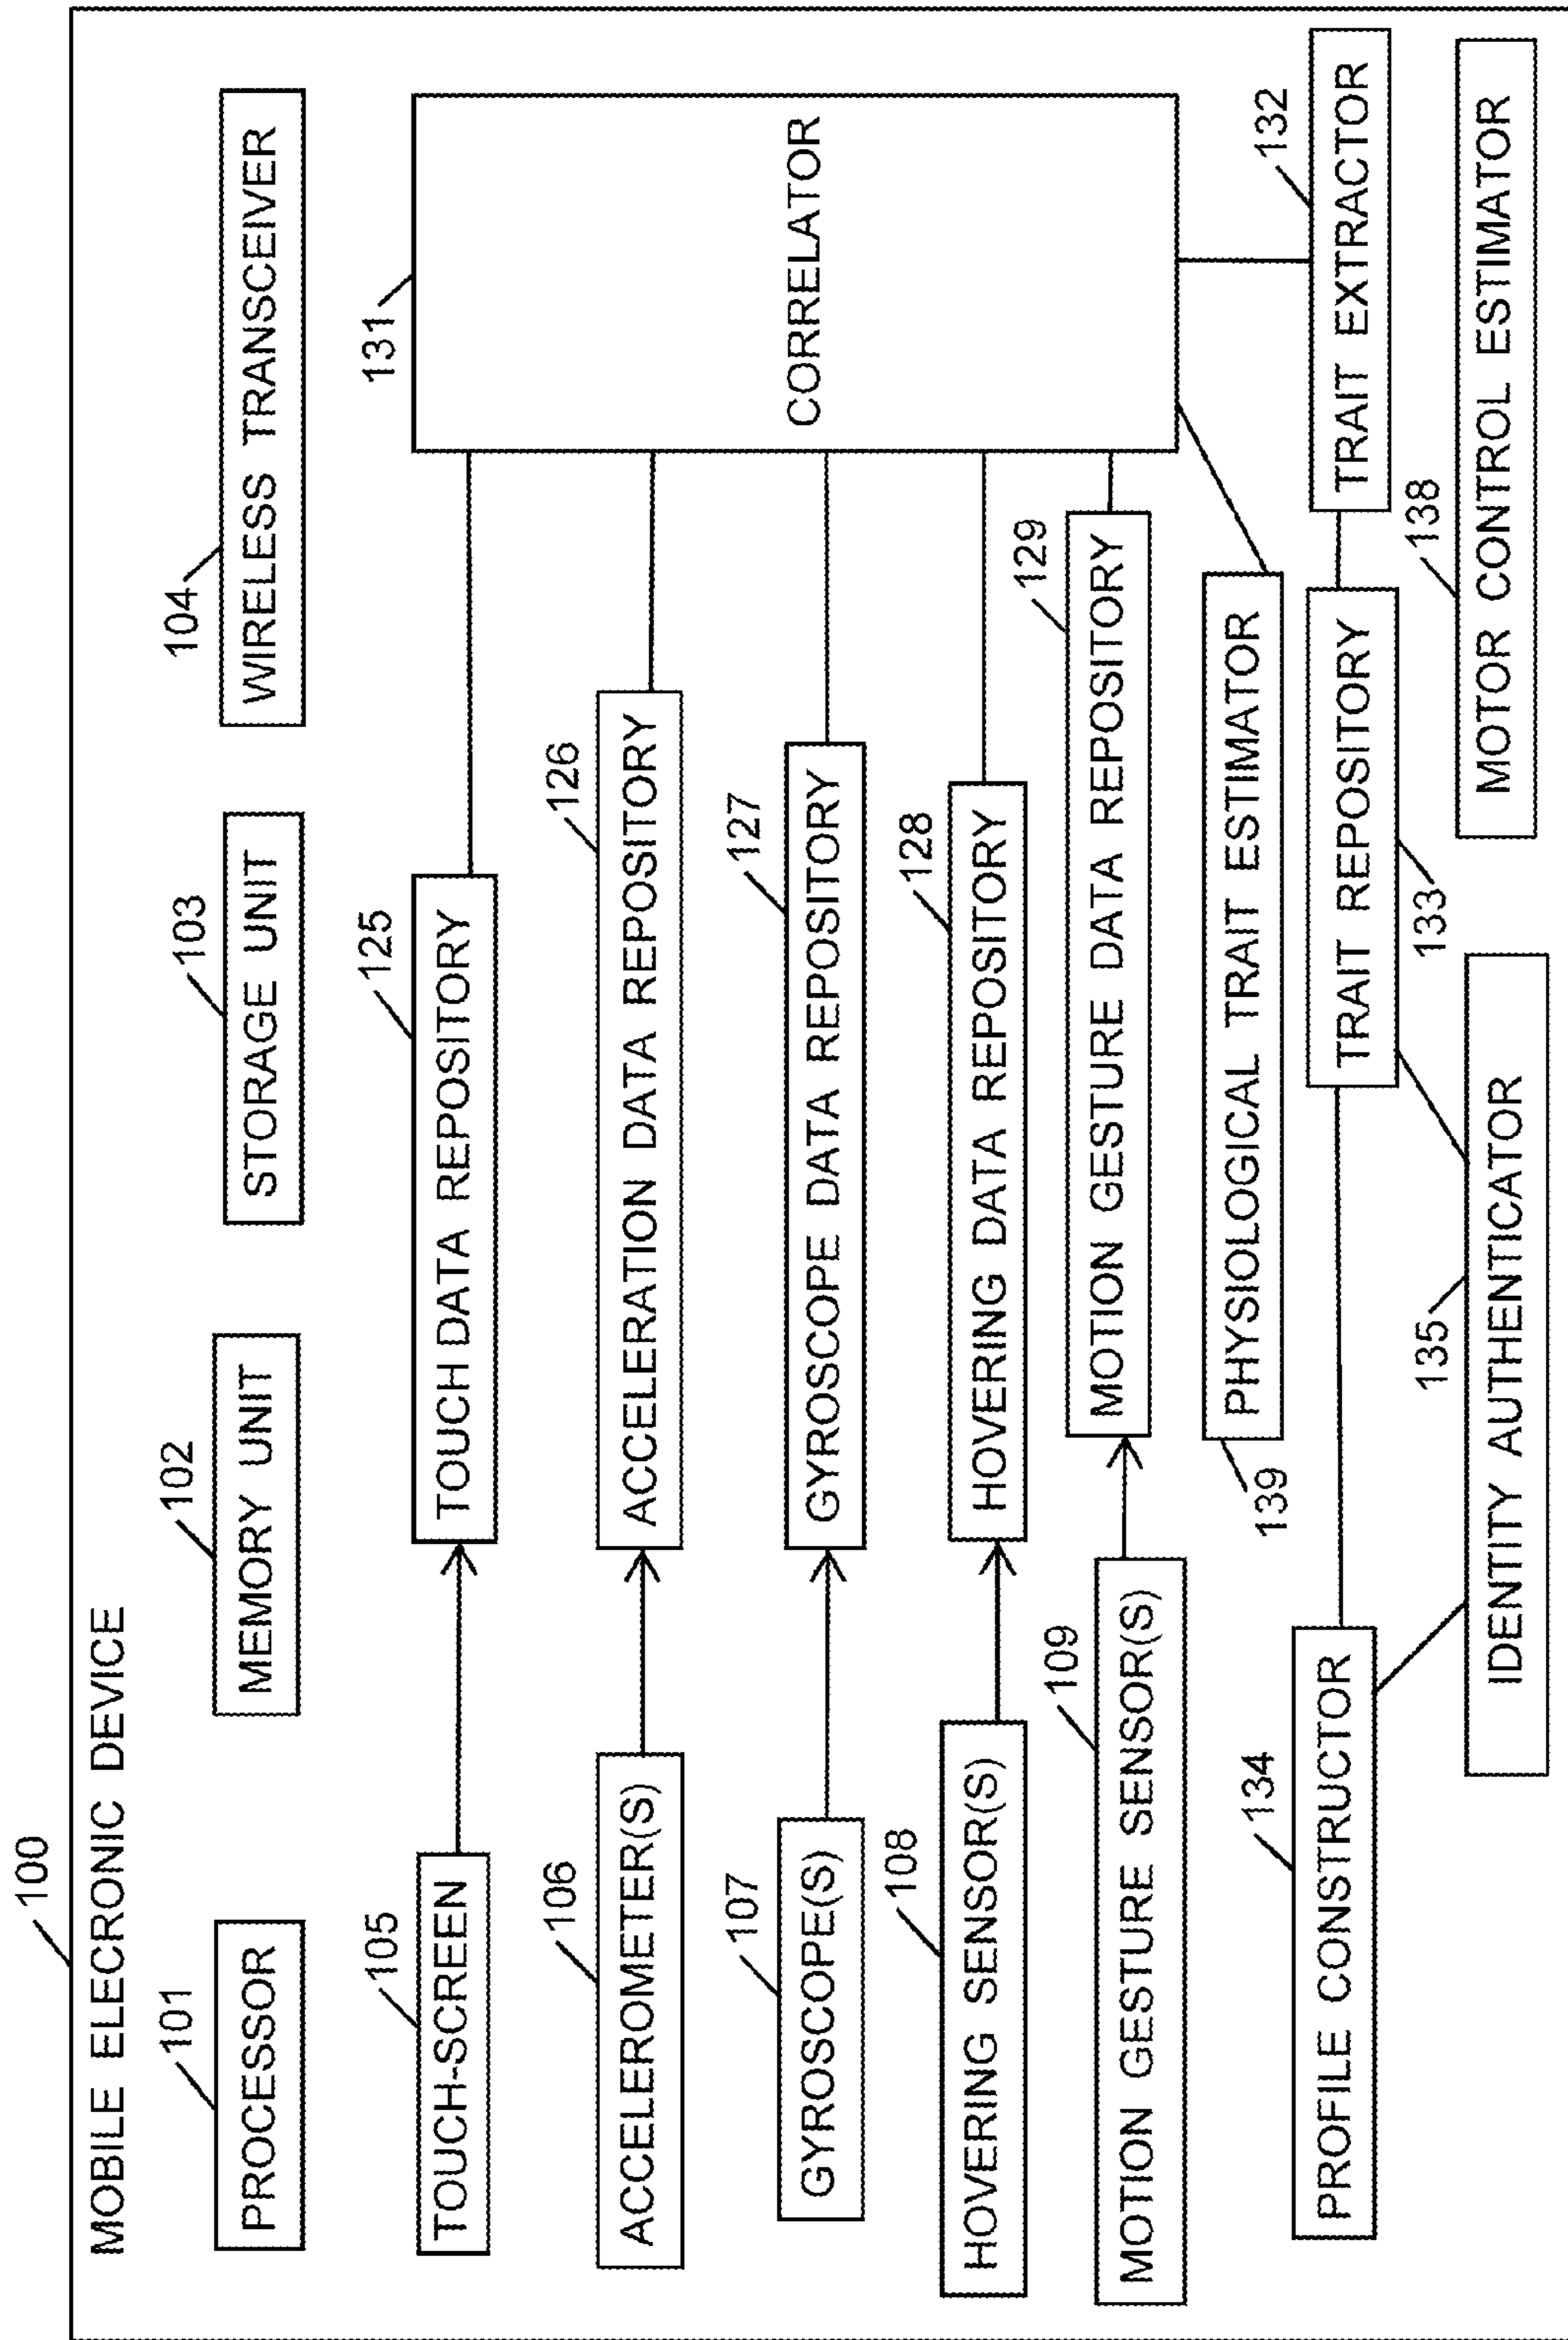 100
MOBILE ELECRONIC DEVICE
101
PROCESSOR
102
MEMORY UNIT
103
STORAGE UNIT
104
WIRELESS TRANSCEIVER
105
TOUCH-SCREEN
125
TOUCH DATA REPOSITORY
131
CORRELATOR
106
ACCELEROMETER(S)
126
ACCELERATION DATA REPOSITORY
107
GYROSCOPE(S)
127
GYROSCOPE DATA REPOSITORY
108
HOVERING SENSOR(S)
128
HOVERING DATA REPOSITORY
109
MOTION GESTURE SENSOR(S)
129
MOTION GESTURE DATA REPOSITORY
139
PHYSIOLOGICAL TRAIT ESTIMATOR
134
PROFILE CONSTRUCTOR
TRAIT REPOSITORY
133
132
TRAIT EXTRACTOR
135
IDENTITY AUTHENTICATOR
138
MOTOR CONTROL ESTIMATOR